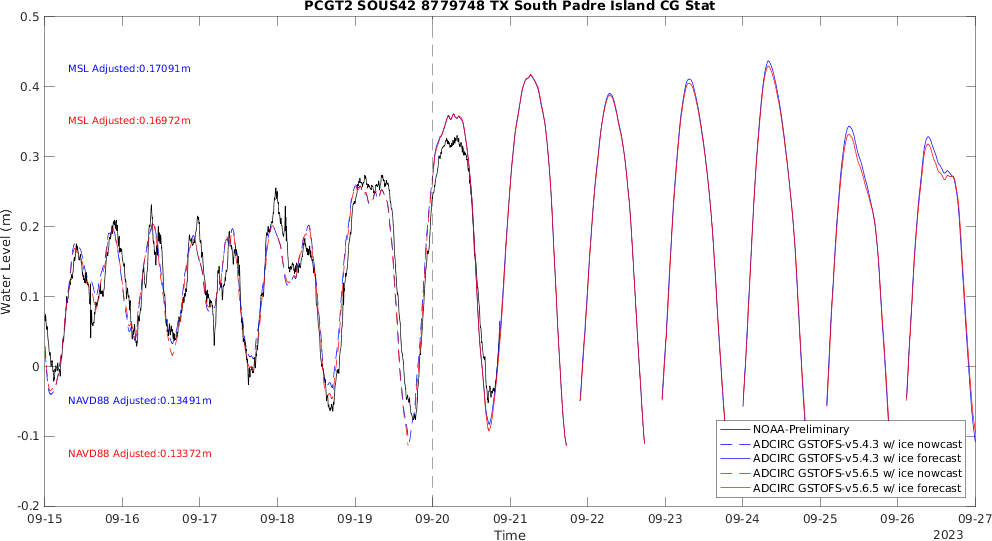 PCGT2 SOUS42 8779748 TX South Padre Island CG Stat
0.5
0.4
0.3
0.2
0.1
0
-0.1
-0.2
Water Level (m)
MSL Adjusted:0.17091m
MSL Adjusted:0.16972m
NAVD88 Adjusted:0.13491m
NAVD88 Adjusted:0.13372m
NOAA-Preliminary
ADCIRC GSTOFS-v5.4.3 w/ ice nowcast
ADCIRC GSTOFS-v5.4.3 w/ ice forecast
ADCIRC GSTOFS-v5.6.5 w/ ice nowcast
ADCIRC GSTOFS-v5.6.5 w/ ice forecast
09-15 09-16 09-17 09-18 09-19 09-20 09-21 09-22 09-23 09-24 09-25 09-26 09-27
Time
2023